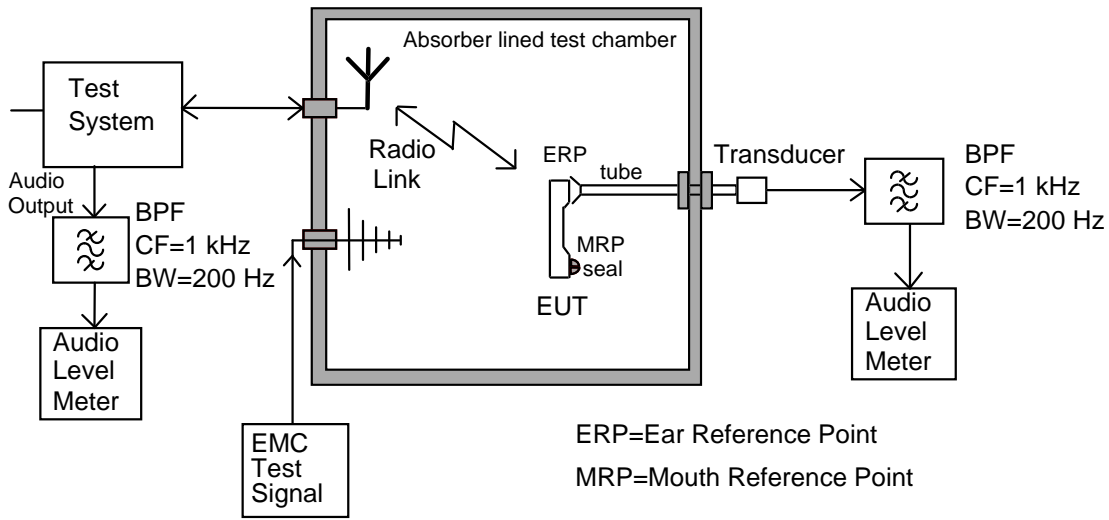 Absorber lined test chamber
Test
System
Radio
Link
ERP
tube
Transducer
BPF
CF=1 kHz
BW=200 Hz
Audio
Output
BPF
CF=1 kHz
BW=200 Hz
MRP
seal
EUT
Audio
Level
Meter
Audio
Level
Meter
EMC
Test
Signal
ERP=Ear Reference Point
MRP=Mouth Reference Point